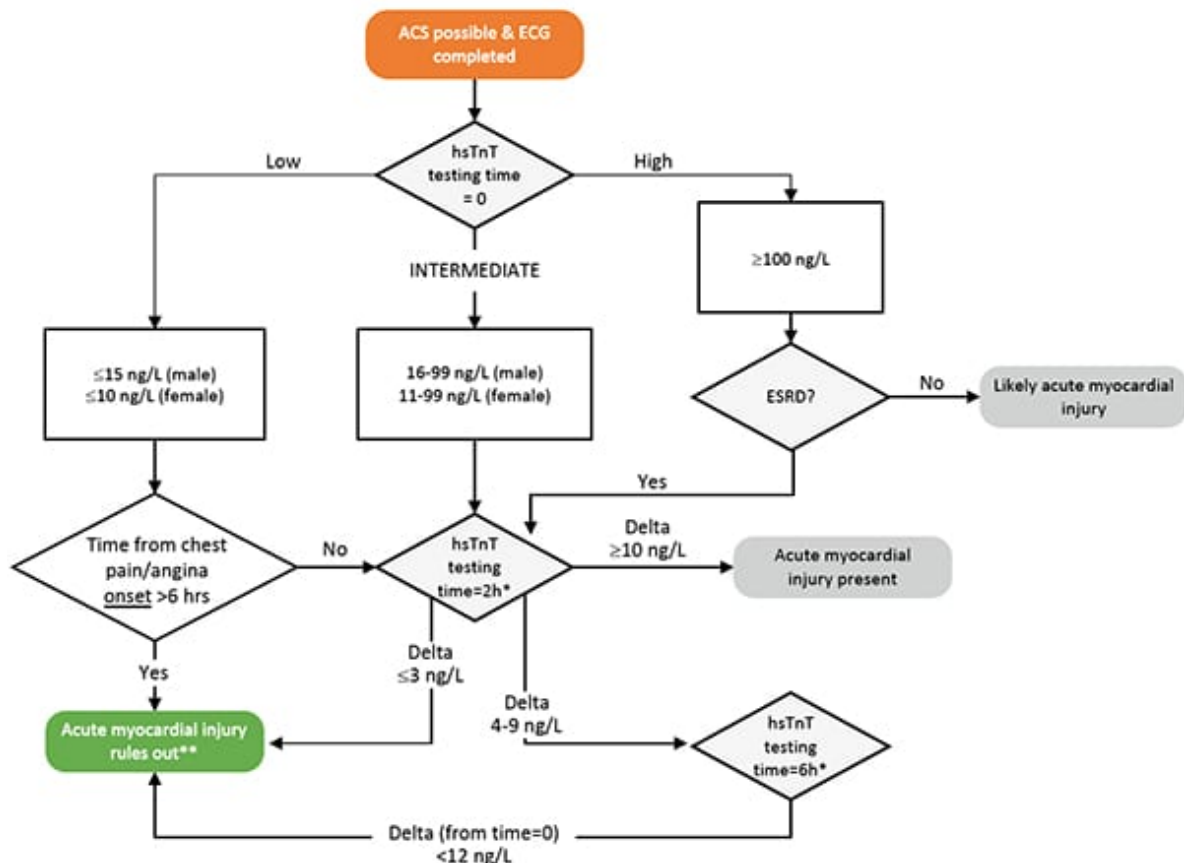 ACS possible & ECG
completed
hsTnT
testing time
= 0
Low
High
INTERMEDIATE
≥100 ng/L
≤15 ng/L (male)
≤10 ng/L (female)
16-99 ng/L (male)
11-99 ng/L (female)
ESRD?
No
Likely acute myocardial
injury
Yes
Time from chest
pain/angina
onset >6 hrs
No
hsTnT
testing
time=2h*
Delta
≥10 ng/L
Acute myocardial
injury present
Yes
Delta
≤3 ng/L
Delta
4-9 ng/L
Acute myocardial injury
rules out**
hsTnT
testing
time=6h*
Delta (from time=0)
<12 ng/L